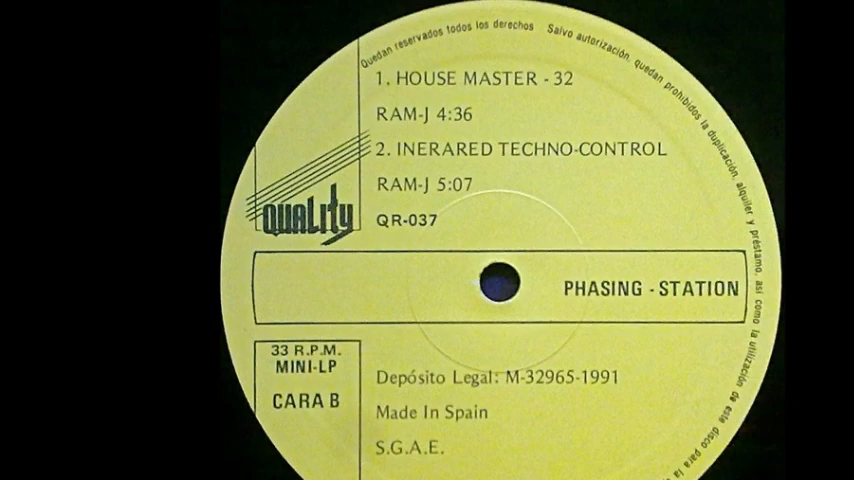 Quedan reservados todos los derechos Salvo autorización, quedan prohibidos la duplicación, alquiler y préstamo, así como la utilización de este disco para la
1. HOUSE MASTER - 32
RAM-J 4:36
2. INERARED TECHNO-CONTROL
RAM-J 5:07
QUALITY
QR-037
PHASING - STATION
33 R.P.M.
MINI-LP
CARA B
Depósito Legal: M-32965-1991
Made In Spain
S.G.A.E.